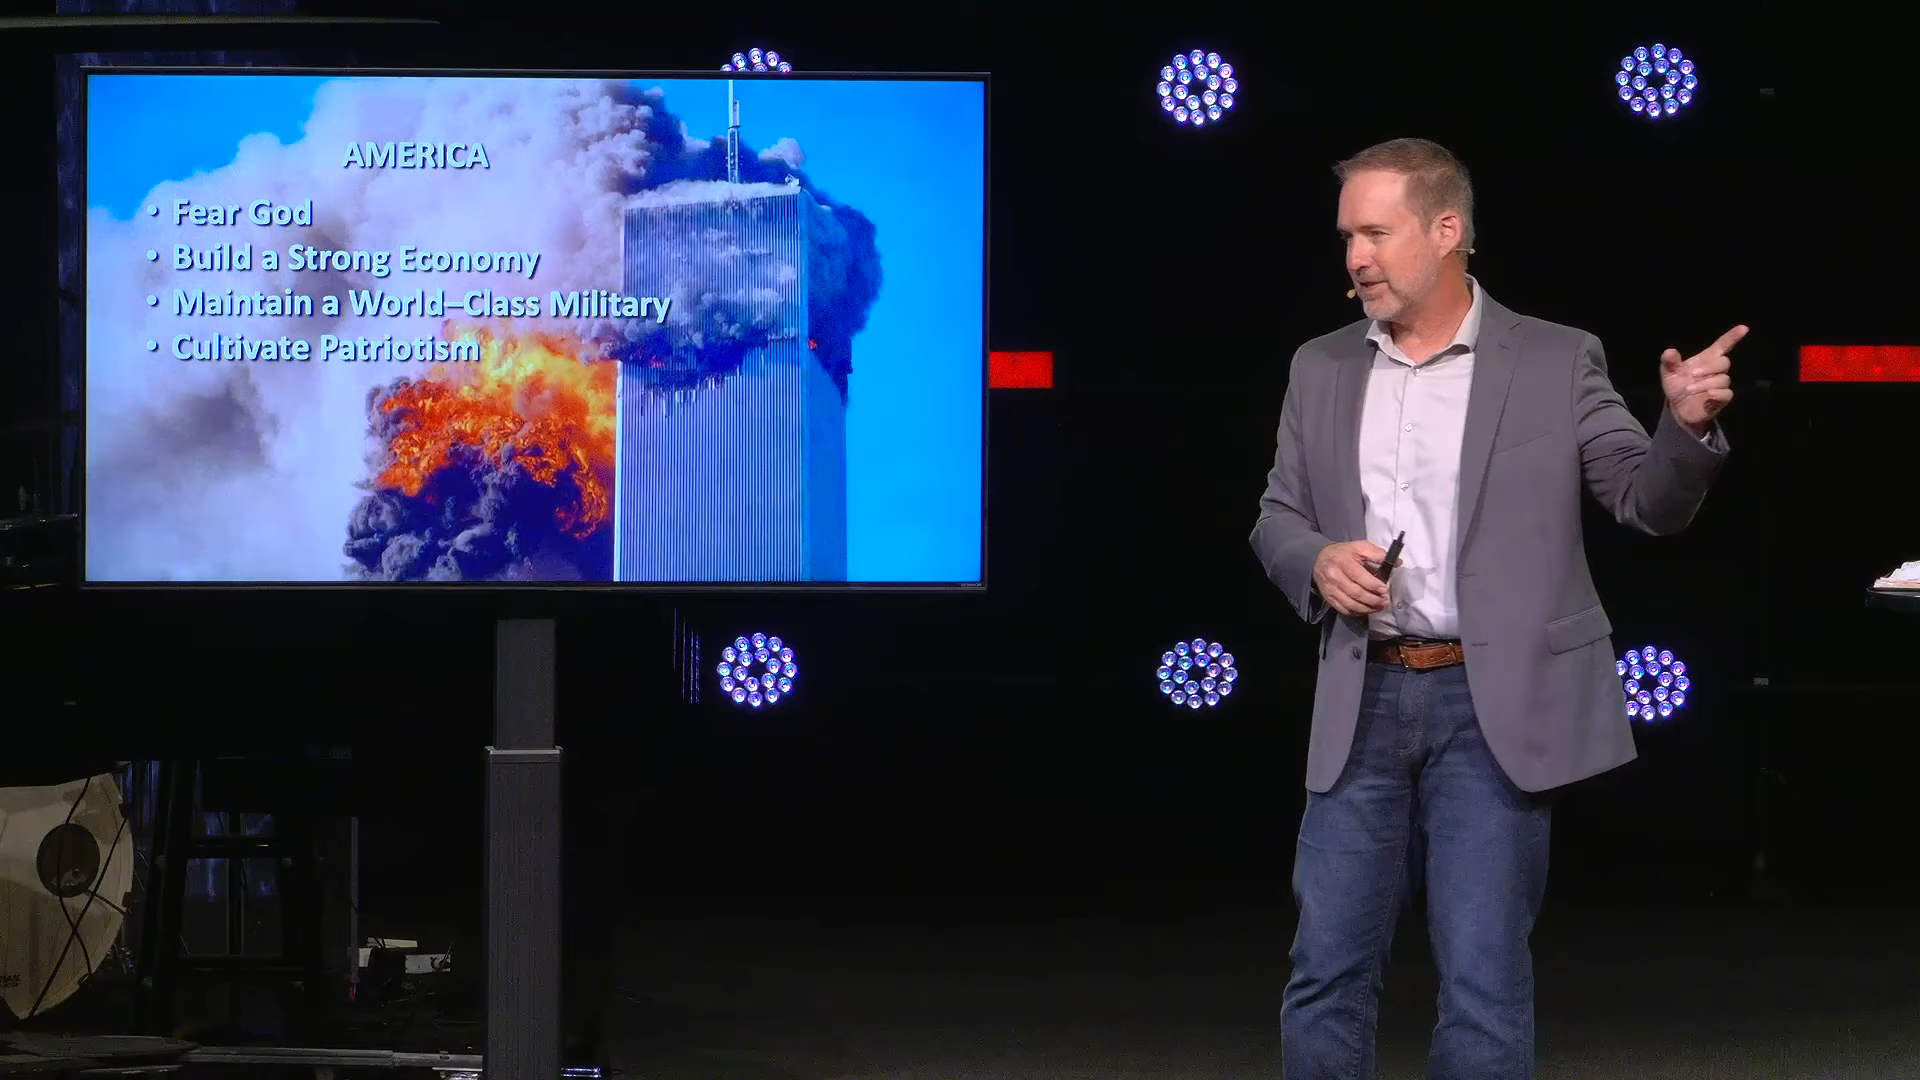 AMERICA
• Fear God
• Build a Strong Economy
• Maintain a World–Class Military
• Cultivate Patriotism